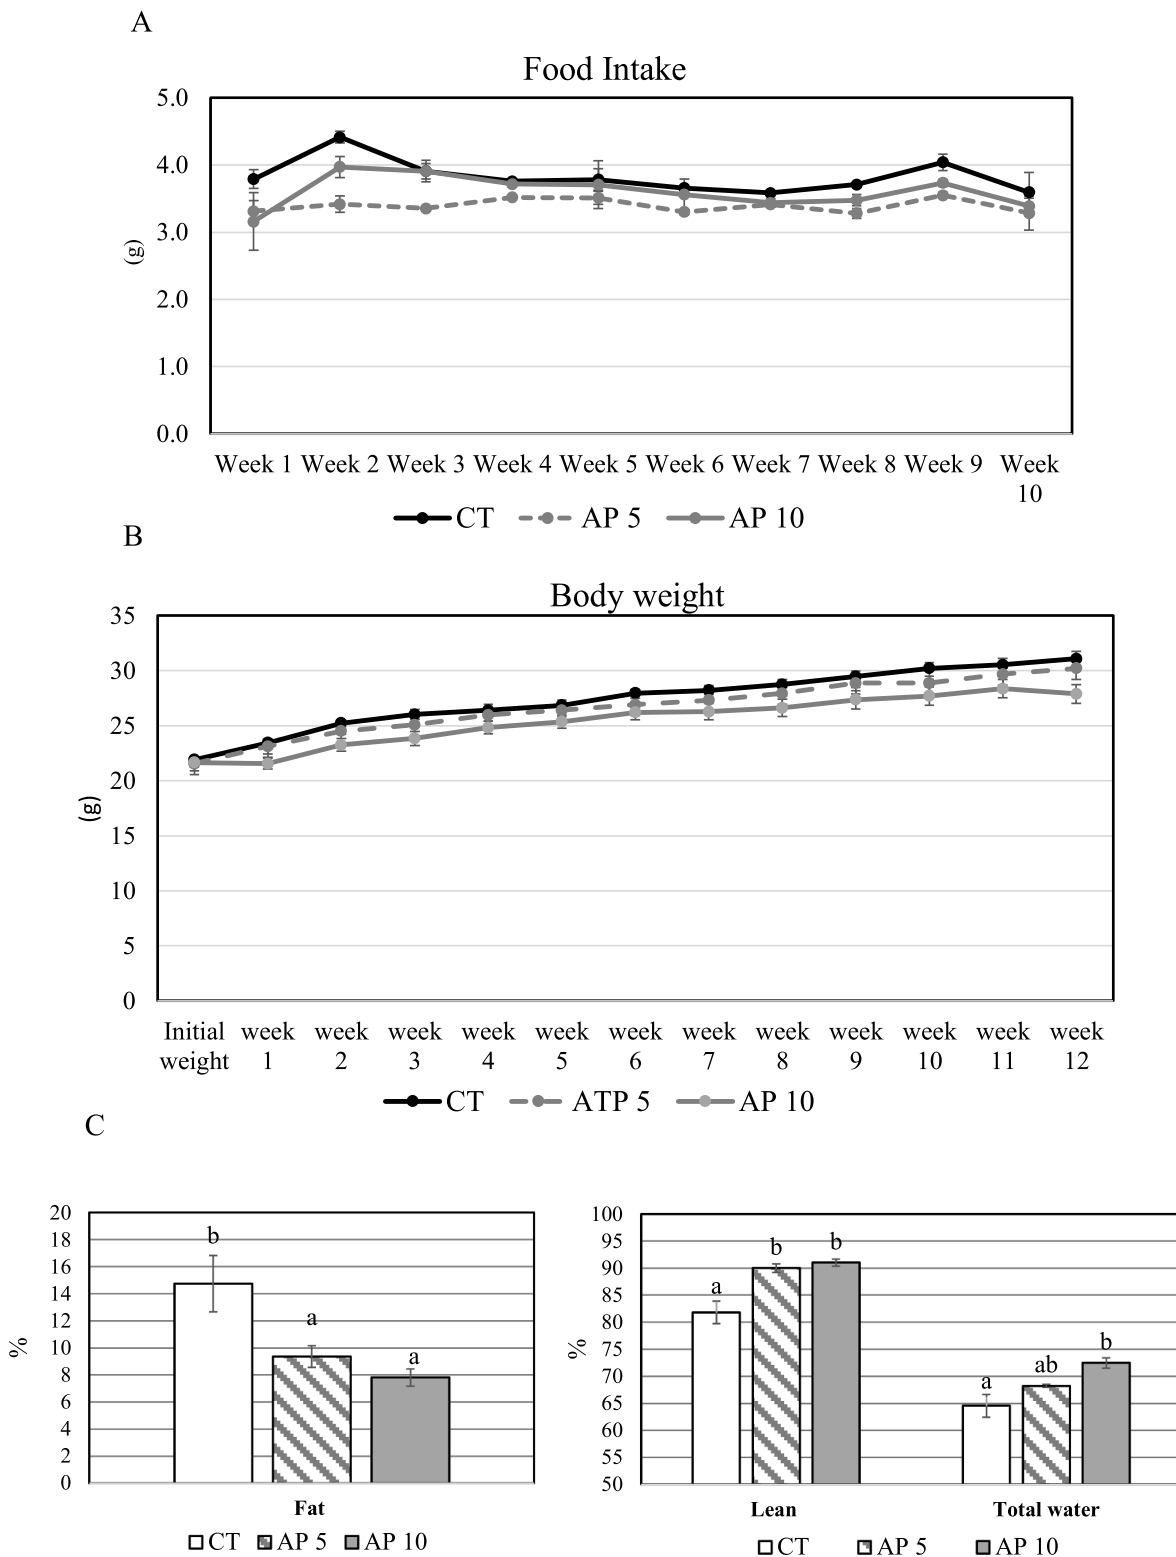 A
Food Intake
5.0
4.0
3.0
2.0
1.0
0.0
(g)
Week 1 Week 2 Week 3 Week 4 Week 5 Week 6 Week 7 Week 8 Week 9 Week
10
CT AP 5 AP 10
B
Body weight
35
30
25
20
15
10
5
0
(g)
Initial week week week week week week week week week week week week
weight 1 2 3 4 5 6 7 8 9 10 11 12
CT ATP 5 AP 10
C
20
18
16
14
12
10
8
6
4
2
0
%
b
a
a
Fat
CT AP 5 AP 10
100
95
90
85
80
75
70
65
60
55
50
%
a
b
b
a
ab
b
Lean Total water
CT AP 5 AP 10